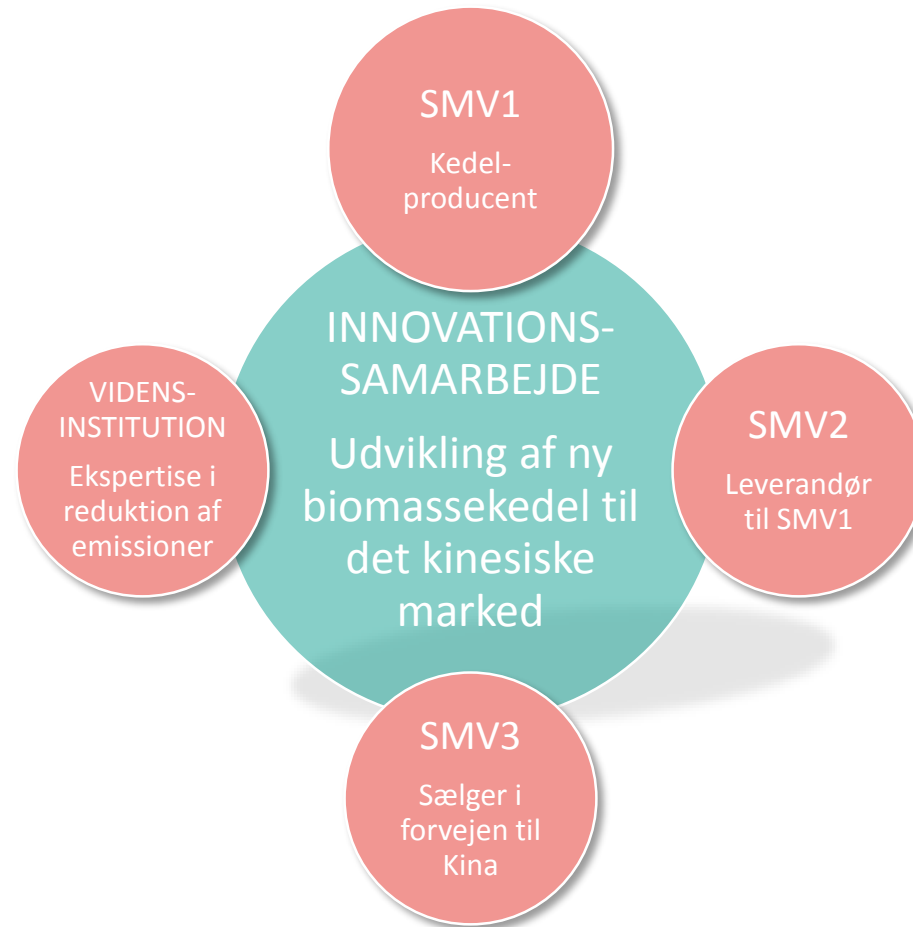 SMV1
Kedel-
producent
INNOVATIONS-
SAMARBEJDE
Udvikling af ny
biomassekedel til
det kinesiske
marked
VIDENS-
INSTITUTION
Ekspertise i
reduktion af
emissioner
SMV2
Leverandør
til SMV1
SMV3
Sælger i
forvejen til
Kina